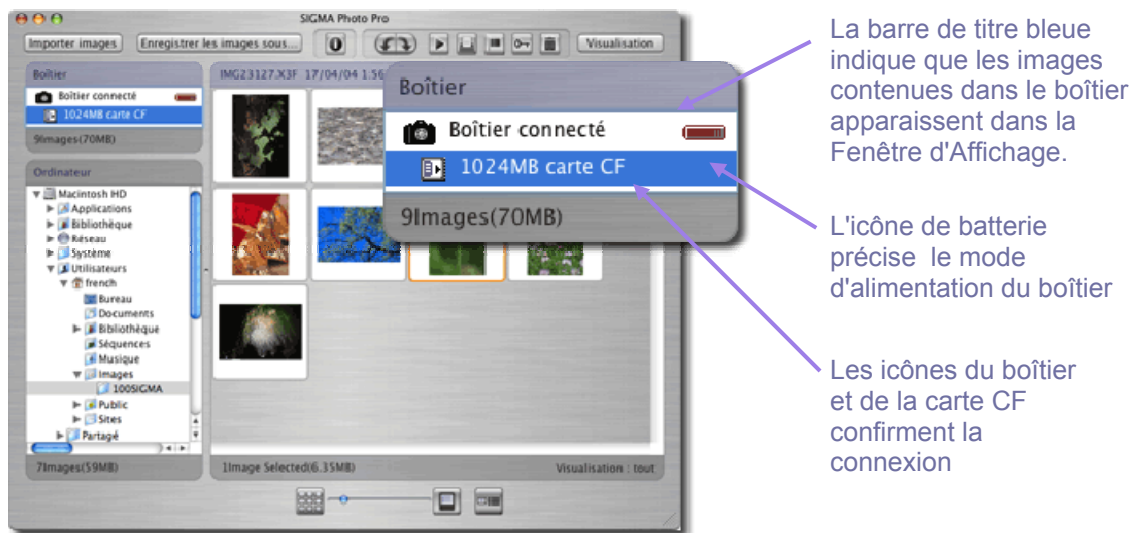 SIGMA Photo Pro
Importer images
Enregistrer les images sous...
Visualisation
Boîtier
Boîtier connecté
1024MB carte CF
9Images(70MB)
Ordinateur
Macintosh HD
Applications
Bibliothèque
Réseau
Système
Utilisateurs
french
Bureau
Documents
Bibliothèque
Séquences
Musique
Images
100SIGMA
Public
Sites
Partagé
7Images(59MB)
IMG23127.X3F 17/04/04 1:56
Boîtier
Boîtier connecté
1024MB carte CF
9Images(70MB)
1Image Selected(6.35MB)
Visualisation : tout
La barre de titre bleue
indique que les images
contenues dans le boîtier
apparaissent dans la
Fenêtre d'Affichage.
L'icône de batterie
précise le mode
d'alimentation du boîtier
Les icônes du boîtier
et de la carte CF
confirment la
connexion